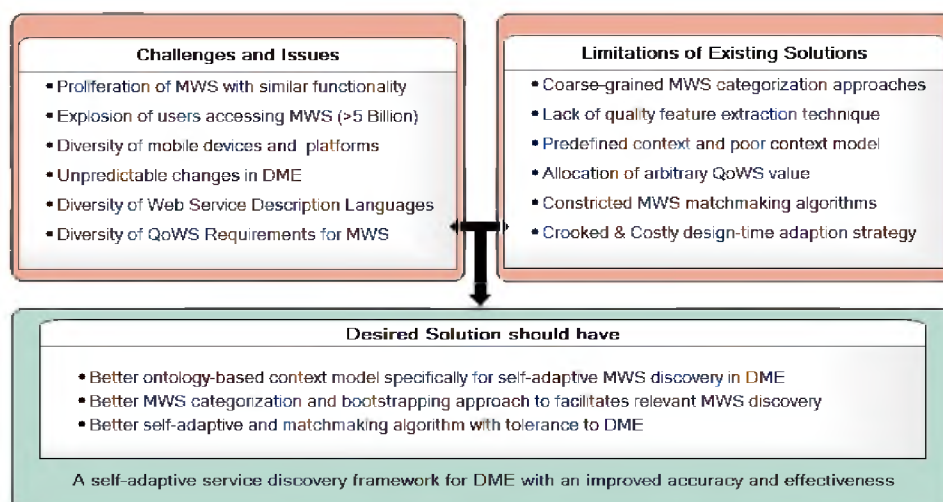 Challenges and Issues
• Proliferation of MWS with similar functionality
• Explosion of users accessing MWS (>5 Billion)
• Diversity of mobile devices and platforms
• Unpredictable changes in DME
• Diversity of Web Service Description Languages
• Diversity of QoWS Requirements for MWS
Limitations of Existing Solutions
• Coarse-grained MWS categorization approaches
• Lack of quality feature extraction technique
• Predefined context and poor context model
• Allocation of arbitrary QoWS value
• Constricted MWS matchmaking algorithms
• Crooked & Costly design-time adaption strategy
Desired Solution should have
• Better ontology-based context model specifically for self-adaptive MWS discovery in DME
• Better MWS categorization and bootstrapping approach to facilitates relevant MWS discovery
• Better self-adaptive and matchmaking algorithm with tolerance to DME
A self-adaptive service discovery framework for DME with an improved accuracy and effectiveness